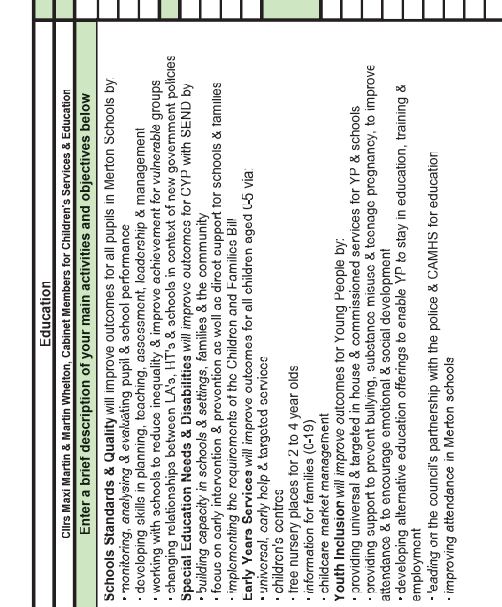 Education
Cllrs Maxi Martin & Martin Whelton, Cabinet Members for Children's Services & Education
Enter a brief description of your main activities and objectives below
Schools Standards & Quality will improve outcomes for all pupils in Merton Schools by:
• monitoring, analysing & evaluating pupil & school performance
• developing skills in planning, teaching, assessment, leadership & management
• working with schools to reduce inequality & improve achievement for vulnerable groups
• changing relationships between LA's, HT's & schools in context of new government policies
Special Education Needs & Disabilities will improve outcomes for CYP with SEND by
• building capacity in schools & settings, families & the community
• focus on early intervention & prevention as well as direct support for schools & families
• implementing the requirements of the Children and Families Bill
Early Years Services will improve outcomes for all children aged 0-5 via:
• universal, early help & targeted services
• children's centres
• free nursery places for 2 to 4 year olds
• information for families (0-19)
• childcare market management
Youth Inclusion will improve outcomes for Young People by:
• providing universal & targeted in house & commissioned services for YP & schools
• providing support to prevent bullying, substance misuse & teenage pregnancy, to improve
attendance & to encourage emotional & social development
• developing alternative education offerings to enable YP to stay in education, training &
employment
• leading on the council's partnership with the police & CAMHS for education
• improving attendance in Merton schools